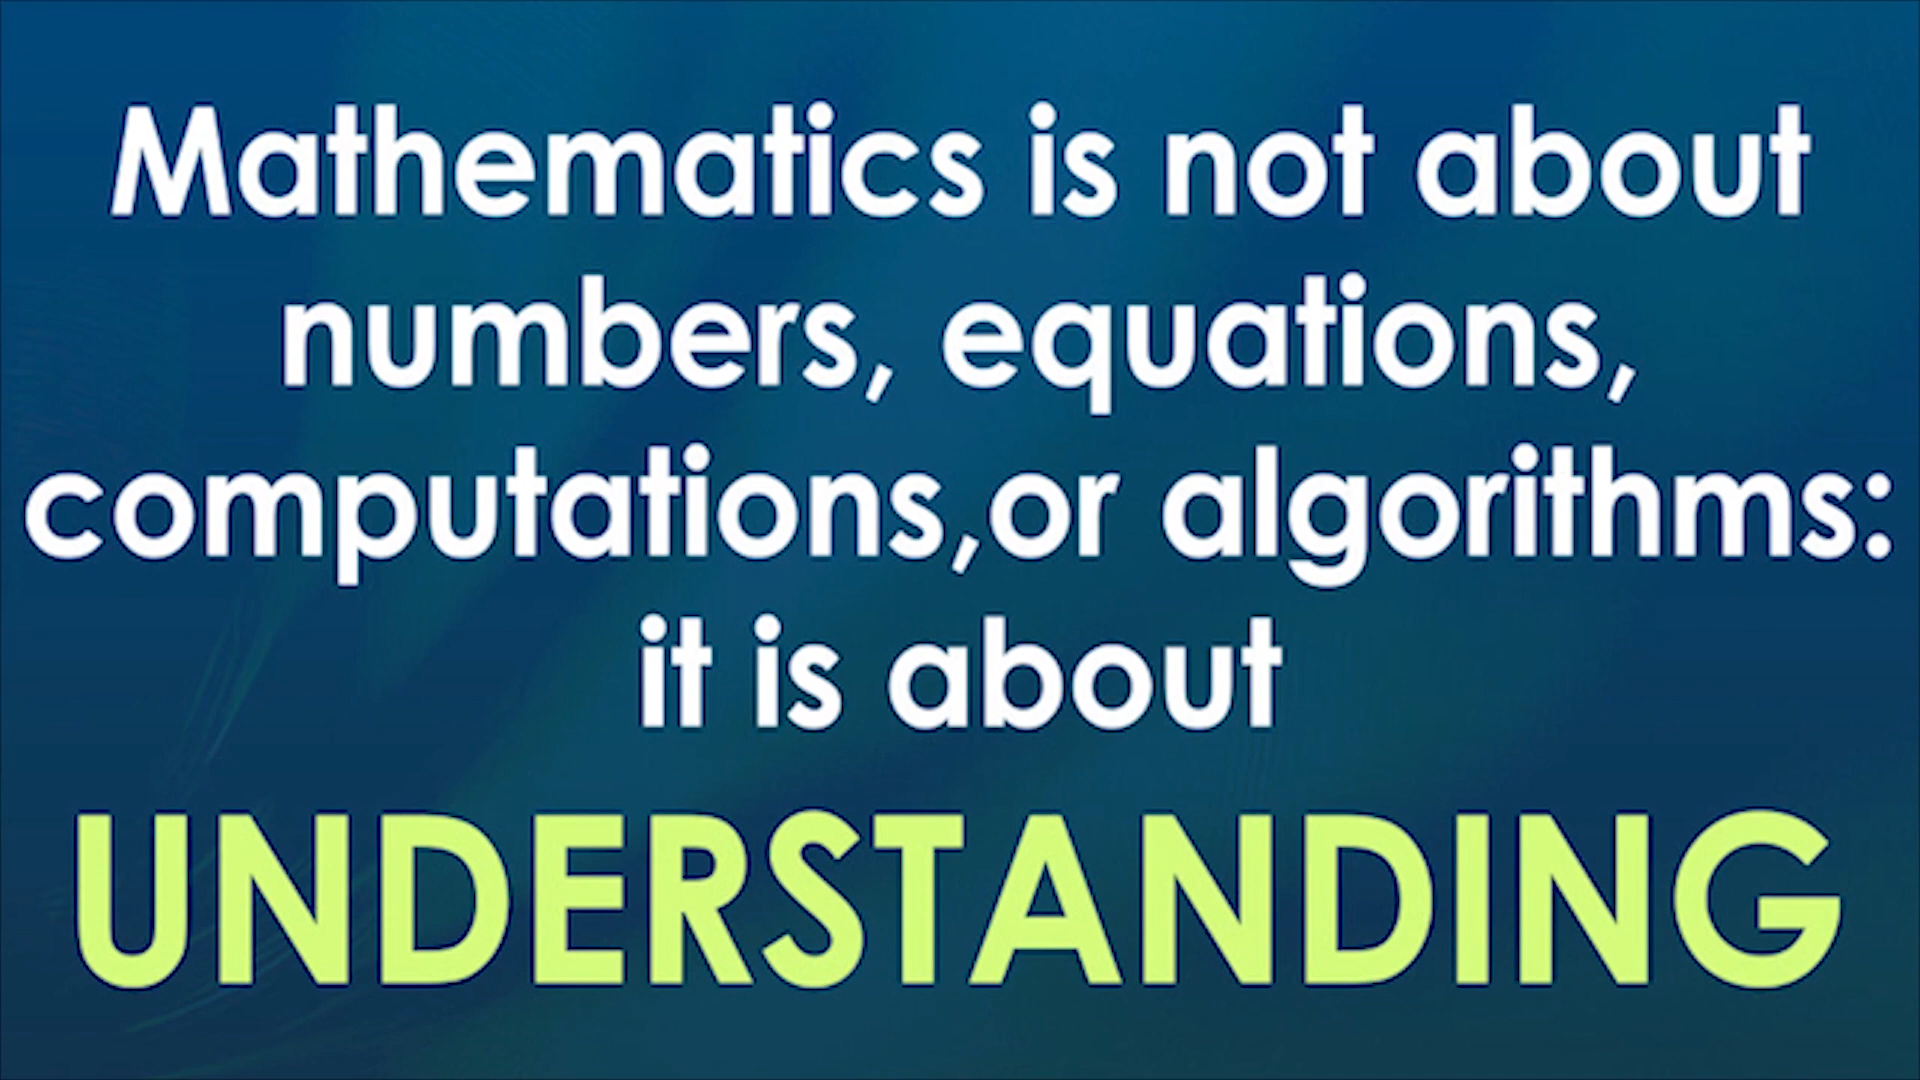 Mathematics is not about
numbers, equations,
computations,or algorithms:
it is about
UNDERSTANDING